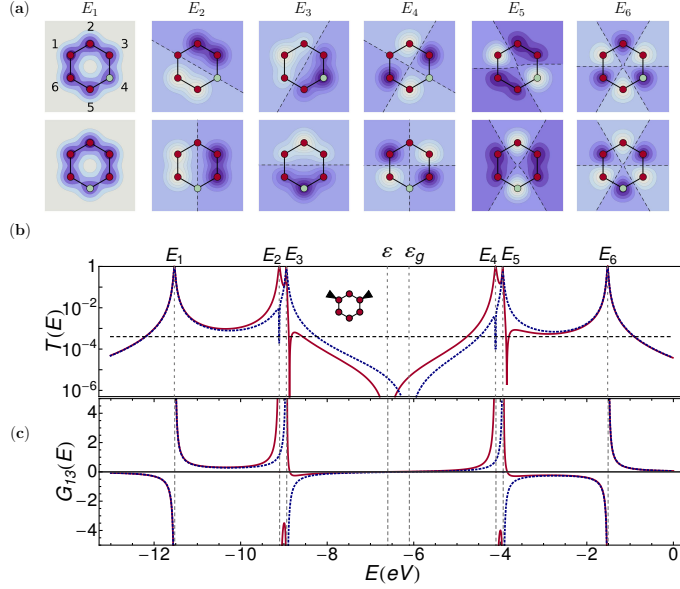 (a) E1 E2 E3 E4 E5 E6
2
1 3
6 4
5
(b)
E1 E2 E3 ε εg E4 E5 E6
1
10⁻²
10⁻⁴
10⁻⁶
T(E)
(c)
4
2
0
-2
-4
G13(E)
-12 -10 -8 -6 -4 -2 0
E(eV)